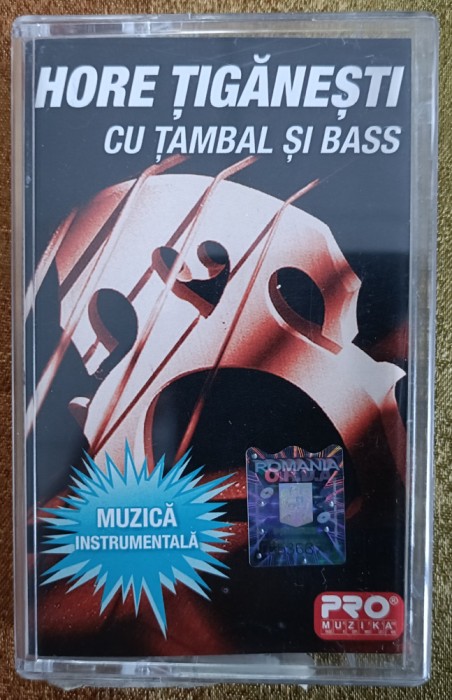 HORE ȚIGĂNEȘTI
CU ȚAMBAL ȘI BASS
ROMANIA
MUZICĂ
INSTRUMENTALĂ
PRO®
MUZIKA